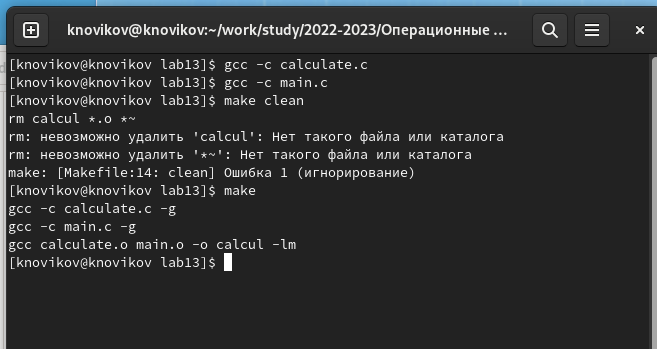 knovikov@knovikov:~/work/study/2022-2023/Операционные ...
[knovikov@knovikov lab13]$ gcc -c calculate.c
[knovikov@knovikov lab13]$ gcc -c main.c
[knovikov@knovikov lab13]$ make clean
rm calcul *.o *~
rm: невозможно удалить 'calcul': Нет такого файла или каталога
rm: невозможно удалить '*~': Нет такого файла или каталога
make: [Makefile:14: clean] Ошибка 1 (игнорирование)
[knovikov@knovikov lab13]$ make
gcc -c calculate.c -g
gcc -c main.c -g
gcc calculate.o main.o -o calcul -lm
[knovikov@knovikov lab13]$